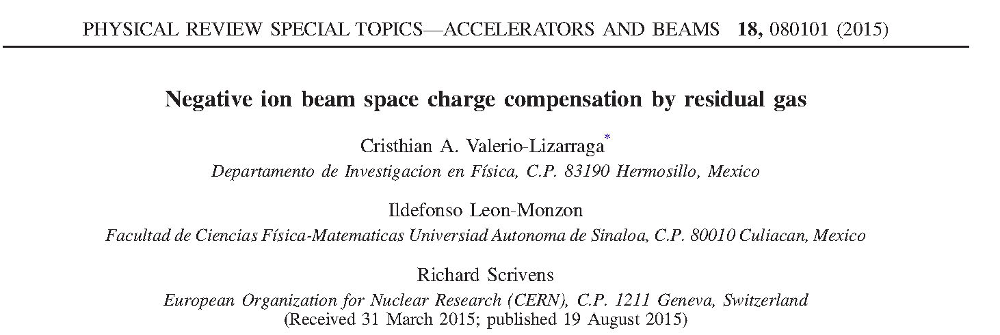 PHYSICAL REVIEW SPECIAL TOPICS—ACCELERATORS AND BEAMS 18, 080101 (2015)
Negative ion beam space charge compensation by residual gas
Cristhian A. Valerio-Lizarraga*
Departamento de Investigacion en Física, C.P. 83190 Hermosillo, Mexico
Ildefonso Leon-Monzon
Facultad de Ciencias Física-Matematicas Universiad Autonoma de Sinaloa, C.P. 80010 Culiacan, Mexico
Richard Scrivens
European Organization for Nuclear Research (CERN), C.P. 1211 Geneva, Switzerland
(Received 31 March 2015; published 19 August 2015)